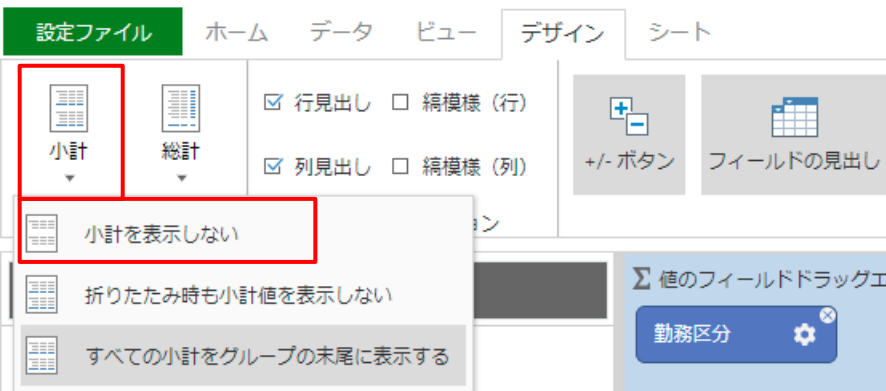 設定ファイル ホーム データ ビュー デザイン シート
行見出し 縞模様（行）
小計 総計
列見出し 縞模様（列）
+/- ボタン フィールドの見出し
小計を表示しない
ン
折りたたみ時も小計値を表示しない
Σ 値のフィールドドラッグエ
勤務区分
すべての小計をグループの末尾に表示する